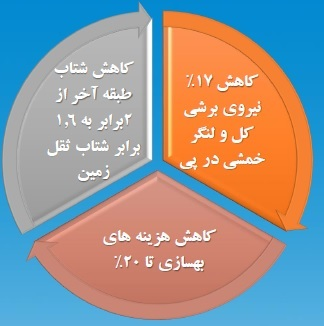 کاهش ۱۷٪
نیروی برشی
کل و لنگر
خمشی در پی
کاهش هزینه های
بهسازی تا ۲۰٪
کاهش شتاب
طبقه آخر از
۲برابر به ۱,۶
برابر شتاب ثقل
زمین